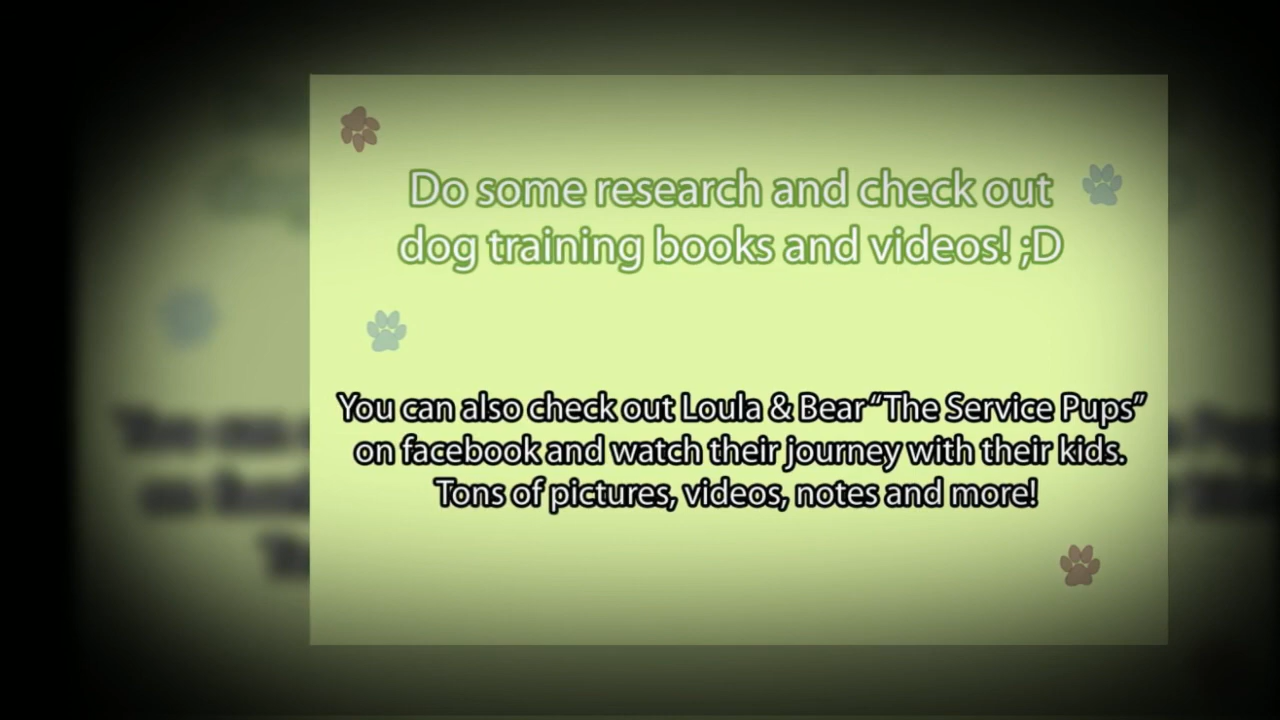 Do some research and check out
dog training books and videos! ;D
You can also check out Loula & Bear "The Service Pups"
on facebook and watch their journey with their kids.
Tons of pictures, videos, notes and more!